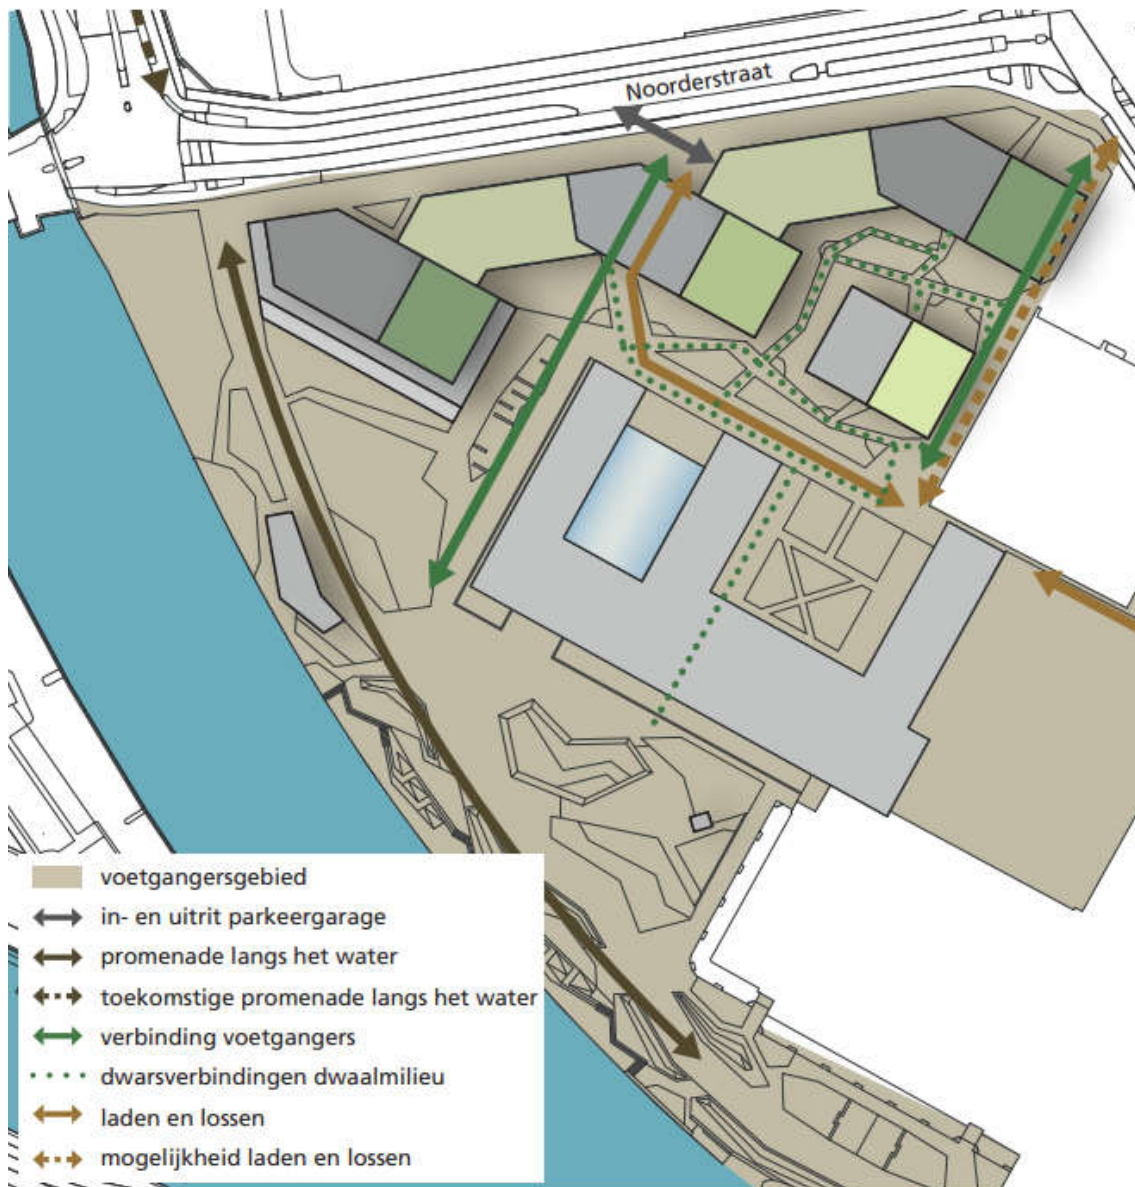 Noorderstraat
voetgangersgebied
in- en uitrit parkeergarage
promenade langs het water
toekomstige promenade langs het water
verbinding voetgangers
dwarsverbindingen dwaalmilieu
laden en lossen
mogelijkheid laden en lossen